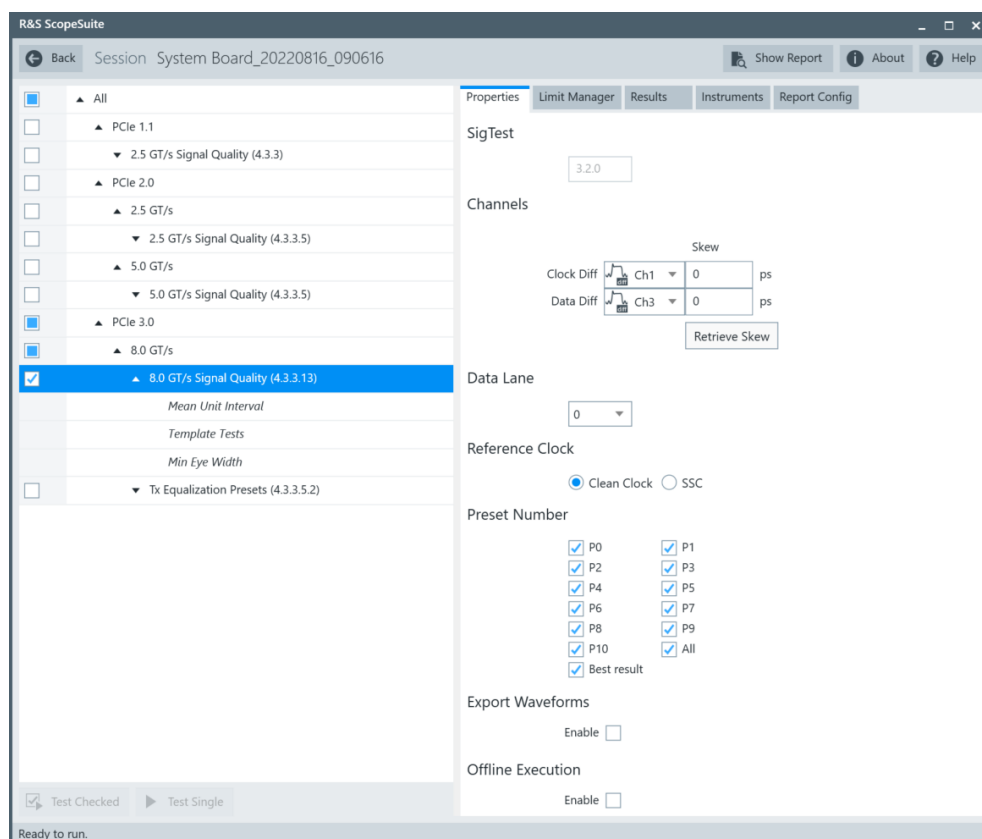 R&S ScopeSuite
Back Session System Board_20220816_090616 Show Report About Help
All
PCIe 1.1
2.5 GT/s Signal Quality (4.3.3)
PCIe 2.0
2.5 GT/s
2.5 GT/s Signal Quality (4.3.3.5)
5.0 GT/s
5.0 GT/s Signal Quality (4.3.3.5)
PCIe 3.0
8.0 GT/s
8.0 GT/s Signal Quality (4.3.3.13)
Mean Unit Interval
Template Tests
Min Eye Width
Tx Equalization Presets (4.3.3.5.2)
Test Checked Test Single
Properties Limit Manager Results Instruments Report Config
SigTest
3.2.0
Channels
Skew
Clock Diff Ch1 0 ps
Data Diff Ch3 0 ps
Retrieve Skew
Data Lane
0
Reference Clock
Clean Clock SSC
Preset Number
P0 P1
P2 P3
P4 P5
P6 P7
P8 P9
P10 All
Best result
Export Waveforms
Enable
Offline Execution
Enable
Ready to run.